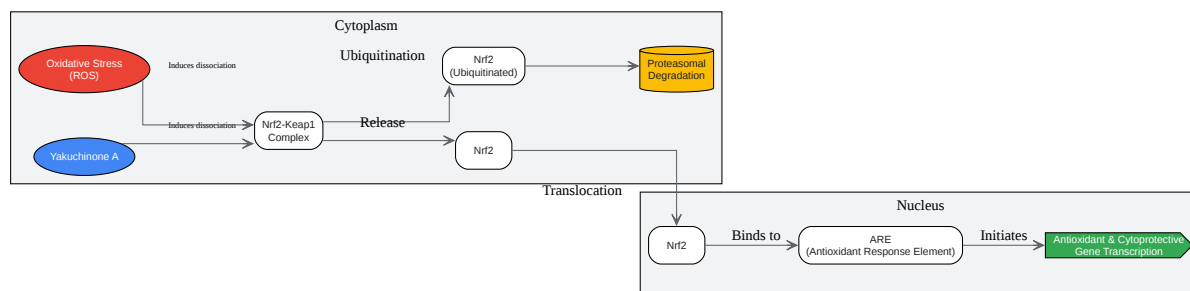 Cytoplasm
Oxidative Stress
(ROS)
Induces dissociation
Ubiquitination
Nrf2
(Ubiquitinated)
Proteasomal
Degradation
Induces dissociation
Nrf2-Keap1
Complex
Release
Yakuchinone A
Nrf2
Translocation
Nucleus
Nrf2
Binds to
ARE
(Antioxidant Response Element)
Initiates
Antioxidant & Cytoprotective
Gene Transcription